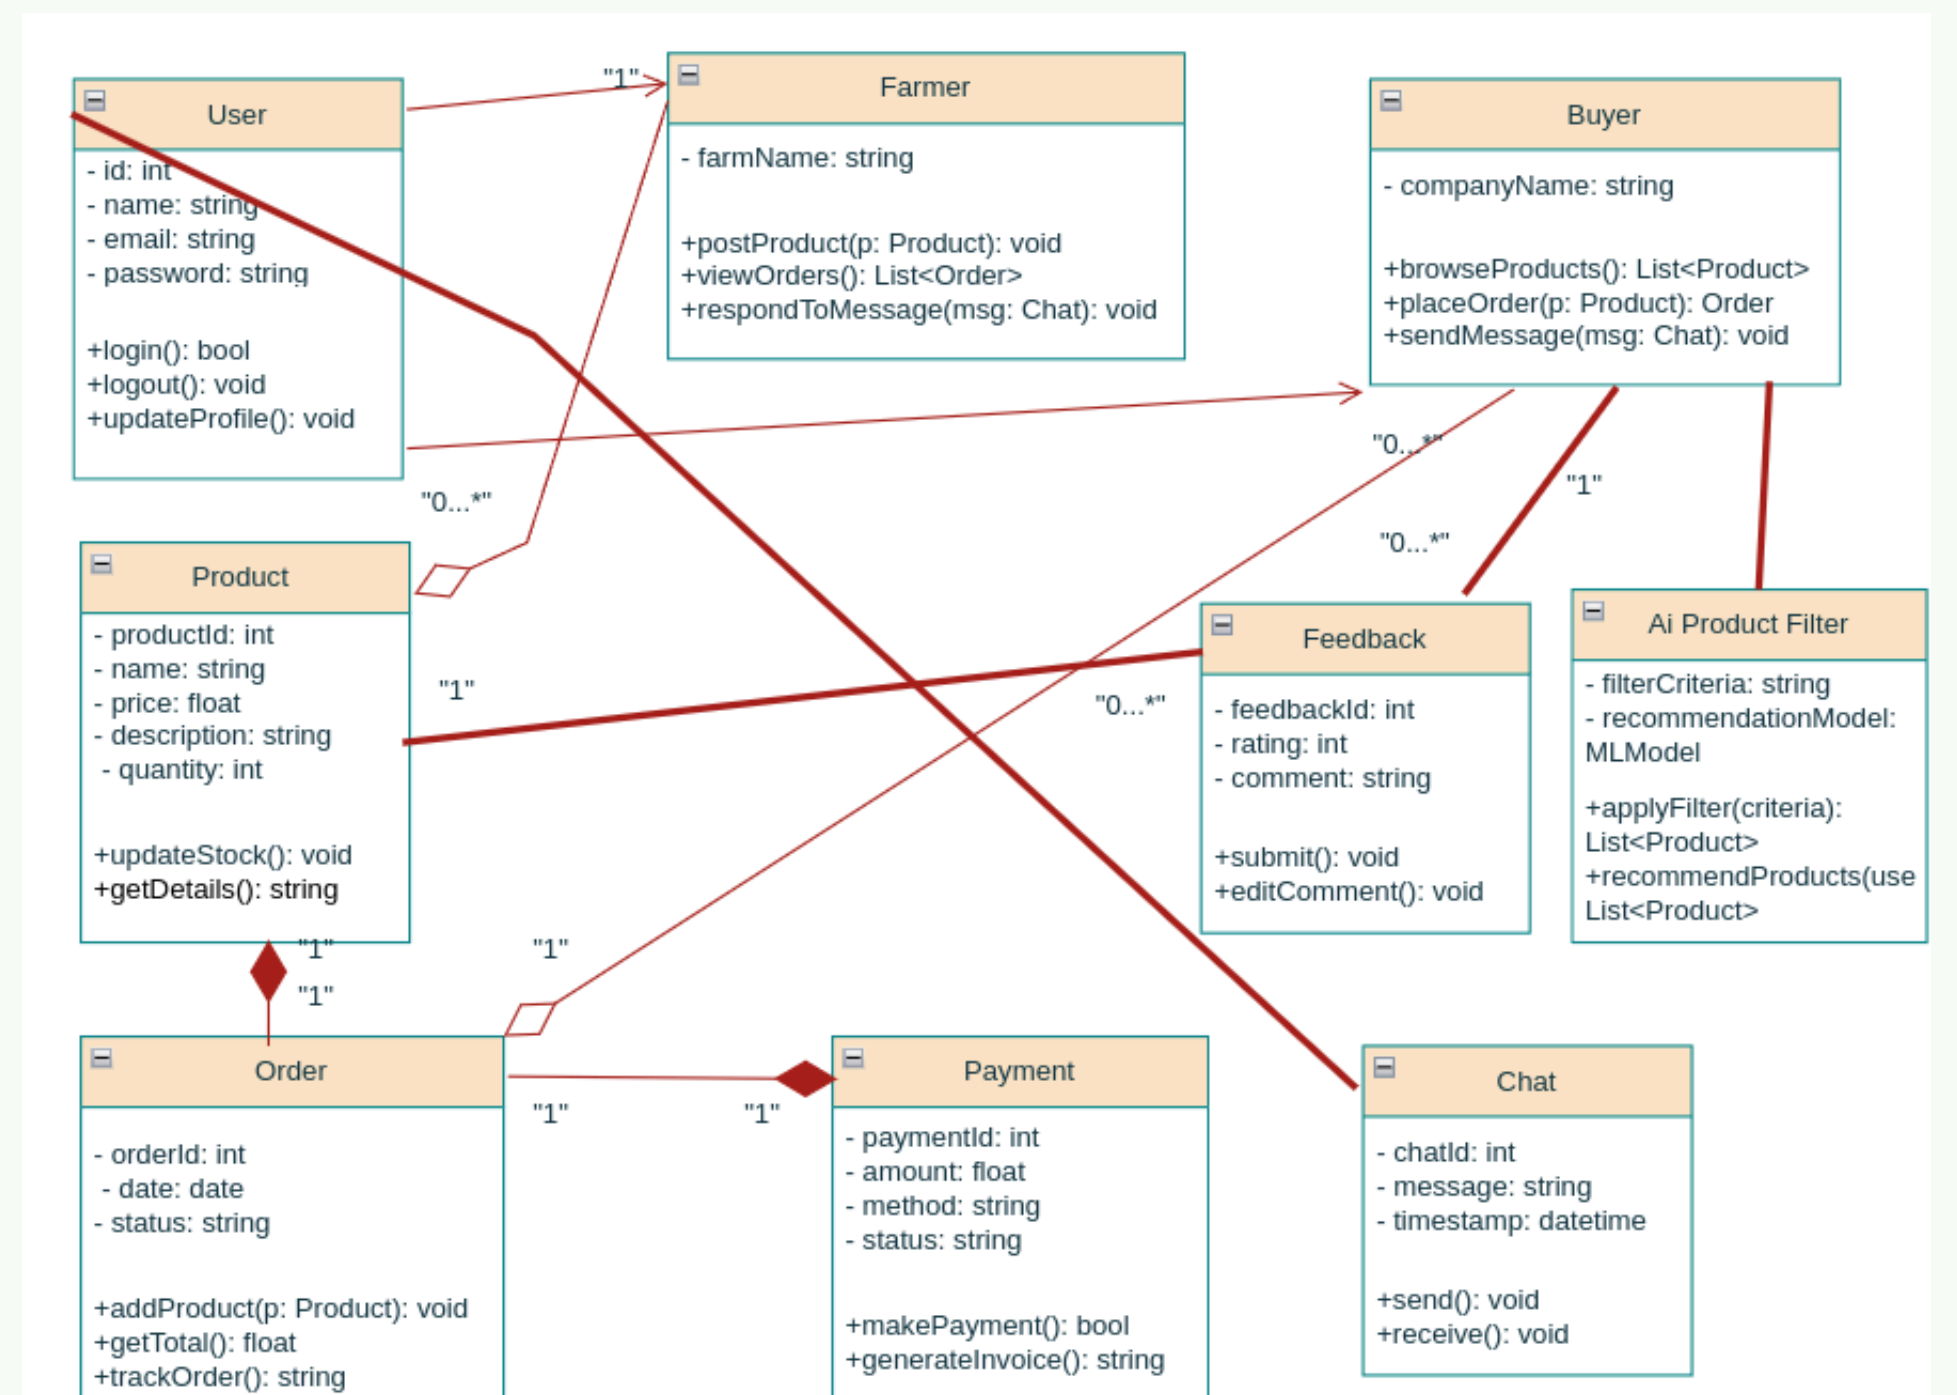 User
- id: int
- name: string
- email: string
- password: string
+login(): bool
+logout(): void
+updateProfile(): void
"1"
Farmer
- farmName: string
+postProduct(p: Product): void
+viewOrders(): List<Order>
+respondToMessage(msg: Chat): void
Buyer
- companyName: string
+browseProducts(): List<Product>
+placeOrder(p: Product): Order
+sendMessage(msg: Chat): void
"0...*"
"0...*"
"1"
"0...*"
Product
- productId: int
- name: string
- price: float
- description: string
- quantity: int
+updateStock(): void
+getDetails(): string
"1"
"0...*"
Feedback
- feedbackId: int
- rating: int
- comment: string
+submit(): void
+editComment(): void
Ai Product Filter
- filterCriteria: string
- recommendationModel:
MLModel
+applyFilter(criteria):
List<Product>
+recommendProducts(use
List<Product>
"1"
"1"
"1"
Order
- orderId: int
- date: date
- status: string
+addProduct(p: Product): void
+getTotal(): float
+trackOrder(): string
"1"
"1"
Payment
- paymentId: int
- amount: float
- method: string
- status: string
+makePayment(): bool
+generateInvoice(): string
Chat
- chatId: int
- message: string
- timestamp: datetime
+send(): void
+receive(): void